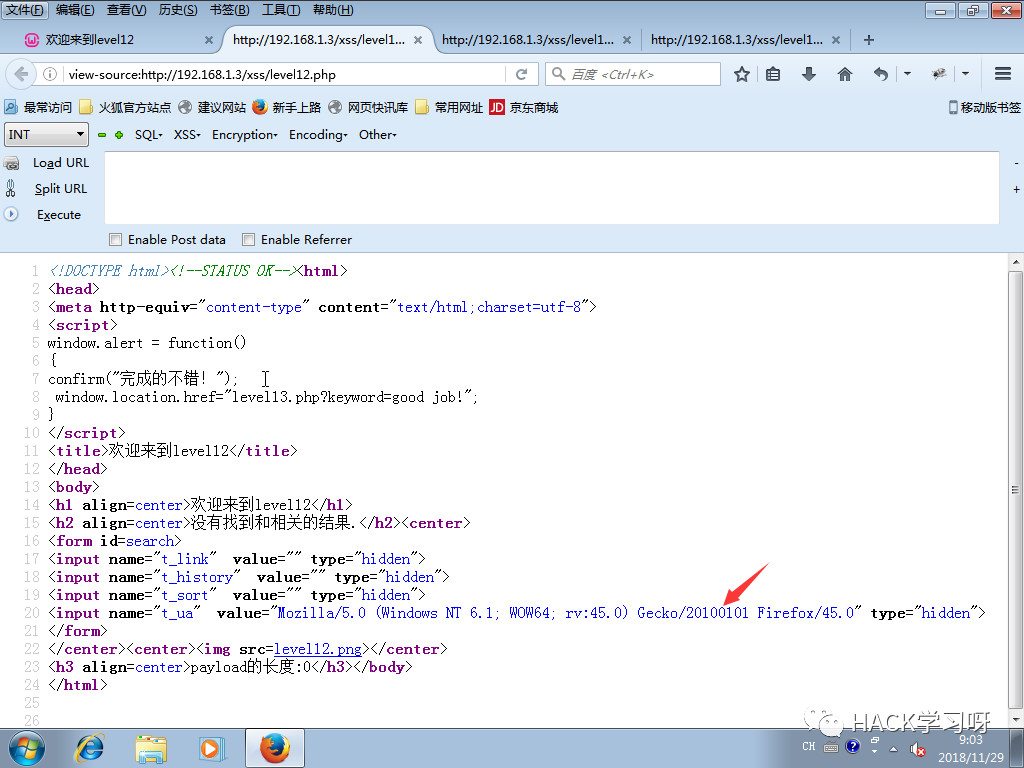 文件(F) 编辑(E) 查看(V) 历史(S) 书签(B) 工具(T) 帮助(H)
欢迎来到level12 × http://192.168.1.3/xss/level1... × http://192.168.1.3/xss/level1... × http://192.168.1.3/xss/level1... × +
view-source:http://192.168.1.3/xss/level12.php 百度 <Ctrl+K>
最常访问 火狐官方站点 建议网站 新手上路 网页快讯库 常用网址 JD 京东商城 移动版书签
INT SQL XSS Encryption Encoding Other
Load URL -
Split URL +
Execute
Enable Post data Enable Referrer
1 <!DOCTYPE html><!--STATUS OK--><html>
2 <head>
3 <meta http-equiv="content-type" content="text/html;charset=utf-8">
4 <script>
5 window.alert = function()
6 {
7 confirm("完成的不错！");
8 window.location.href="level13.php?keyword=good job!";
9 }
10 </script>
11 <title>欢迎来到level12</title>
12 </head>
13 <body>
14 <h1 align=center>欢迎来到level12</h1>
15 <h2 align=center>没有找到和相关的结果.</h2><center>
16 <form id=search>
17 <input name="t_link" value="" type="hidden">
18 <input name="t_history" value="" type="hidden">
19 <input name="t_sort" value="" type="hidden">
20 <input name="t_ua" value="Mozilla/5.0 (Windows NT 6.1; WOW64; rv:45.0) Gecko/20100101 Firefox/45.0" type="hidden">
21 </form>
22 </center><center><img src=level12.png></center>
23 <h3 align=center>payload的长度:0</h3></body>
24 </html>
25
26
HACK学习呀
CH 9:03
2018/11/29